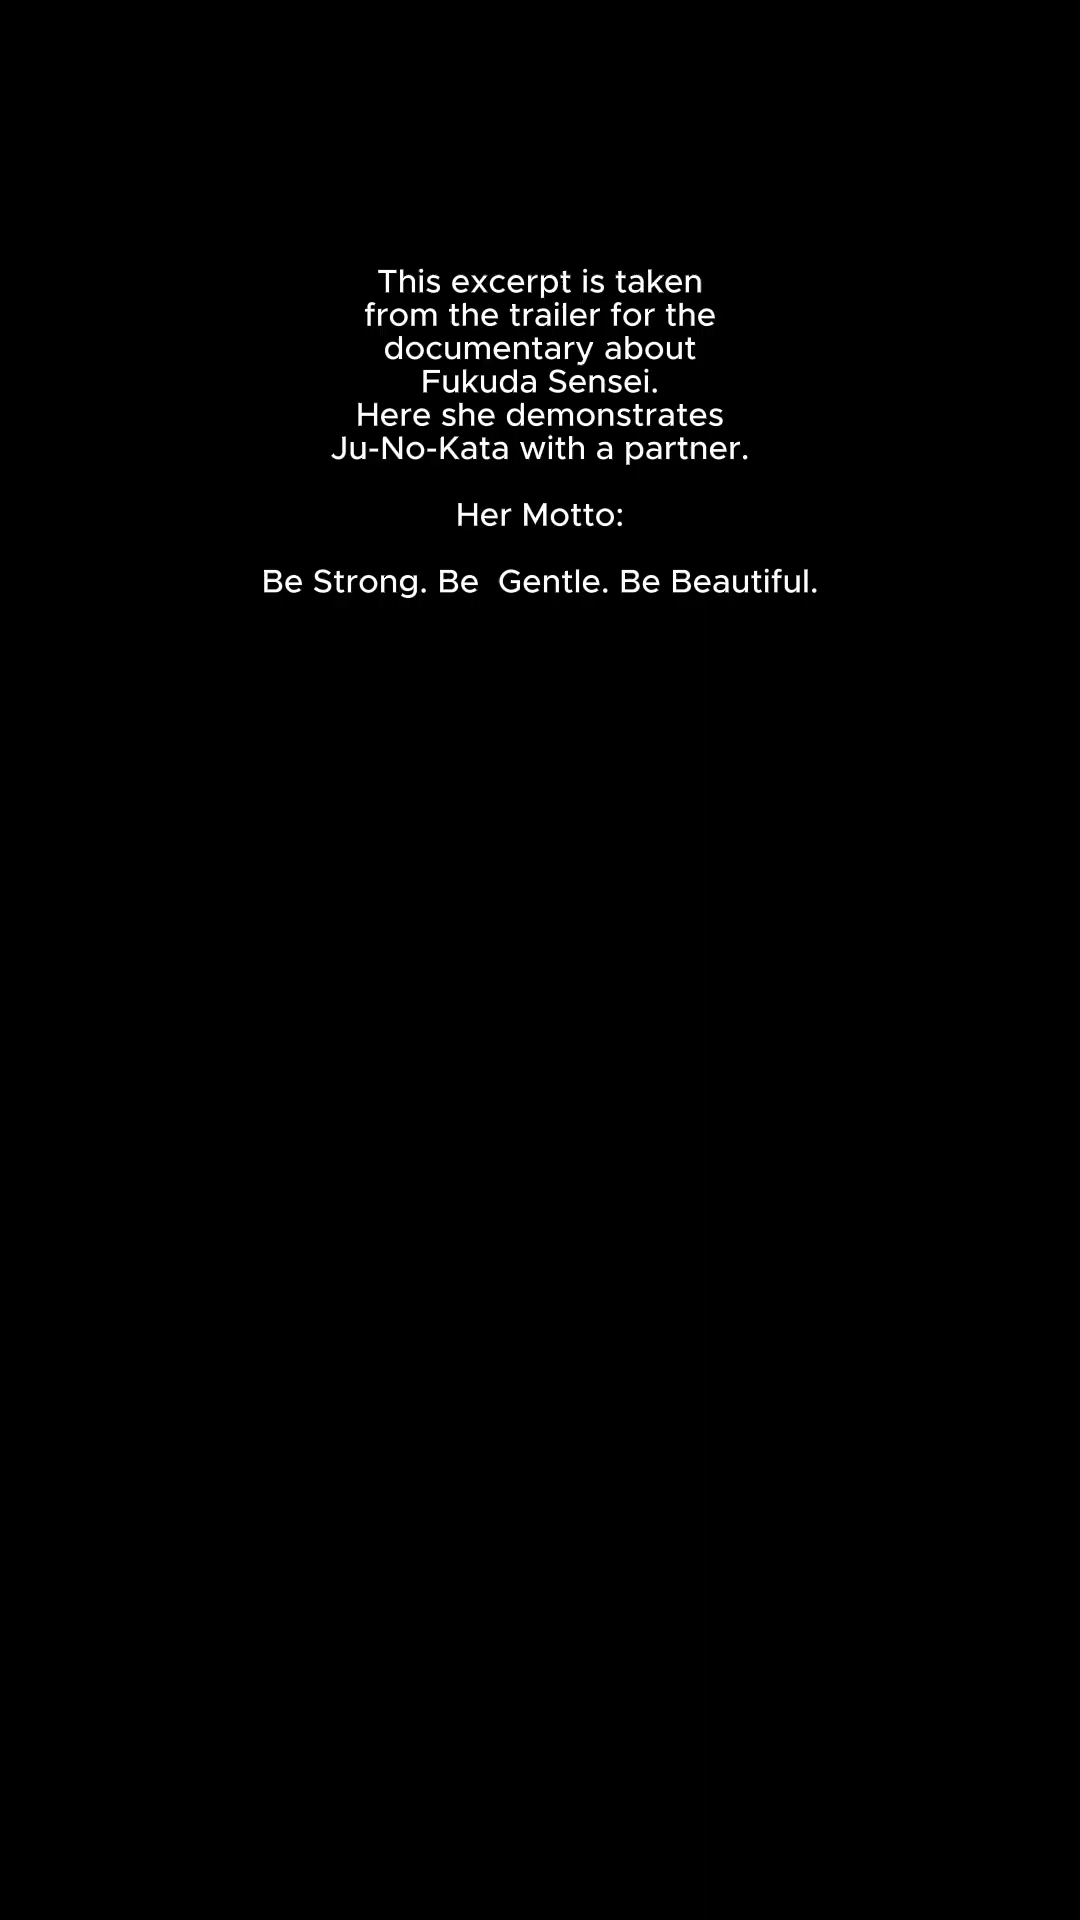 This excerpt is taken
from the trailer for the
documentary about
Fukuda Sensei.
Here she demonstrates
Ju-No-Kata with a partner.
Her Motto:
Be Strong. Be  Gentle. Be Beautiful.